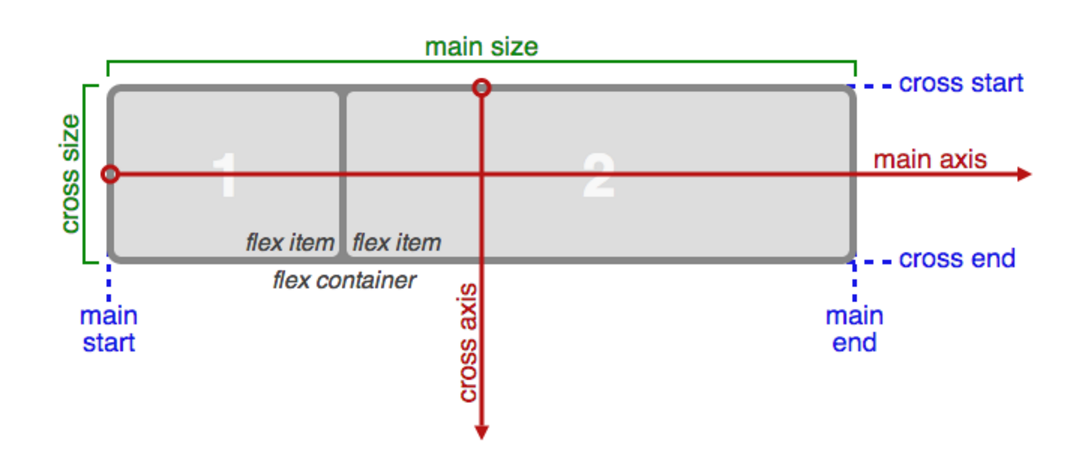 main size
cross start
cross size
1
2
main axis
flex item
flex item
cross end
flex container
main
start
cross axis
main
end